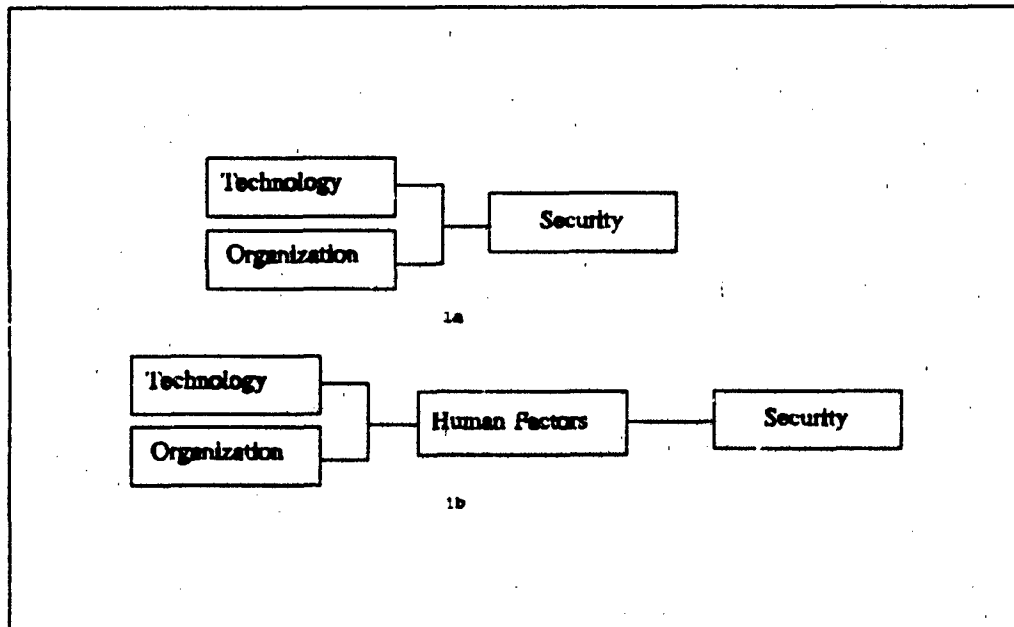 Technology
Security
Organization
1a
Technology
Human Factors
Security
Organization
1b